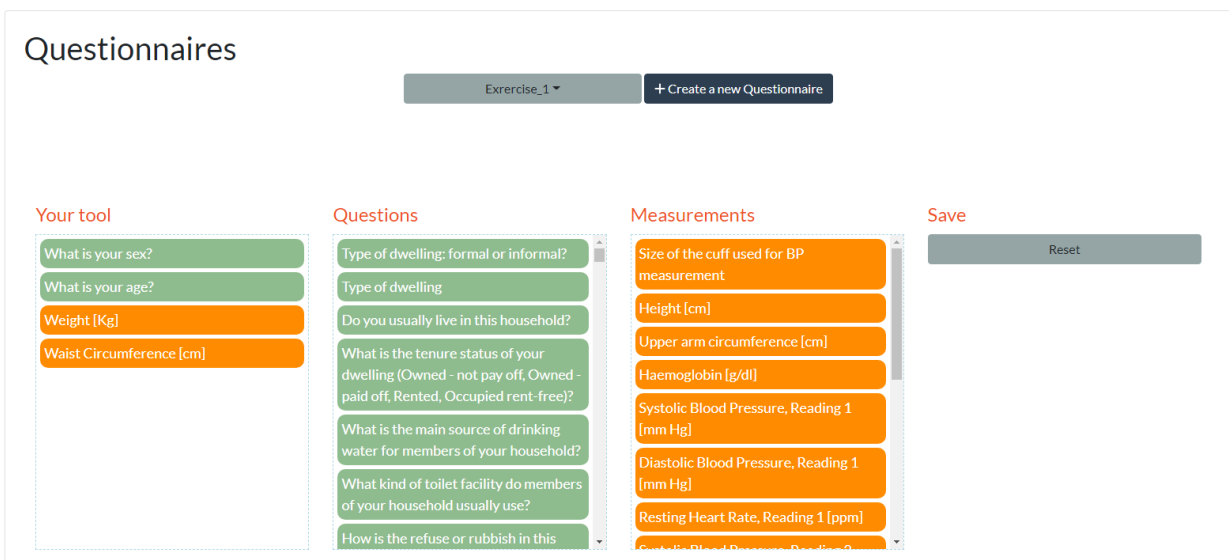 Questionnaires
Exrercise_1
+ Create a new Questionnaire
Your tool
What is your sex?
What is your age?
Weight [Kg]
Waist Circumference [cm]
Questions
Type of dwelling: formal or informal?
Type of dwelling
Do you usually live in this household?
What is the tenure status of your
dwelling (Owned - not pay off, Owned -
paid off, Rented, Occupied rent-free)?
What is the main source of drinking
water for members of your household?
What kind of toilet facility do members
of your household usually use?
How is the refuse or rubbish in this
Measurements
Size of the cuff used for BP
measurement
Height [cm]
Upper arm circumference [cm]
Haemoglobin [g/dl]
Systolic Blood Pressure, Reading 1
[mm Hg]
Diastolic Blood Pressure, Reading 1
[mm Hg]
Resting Heart Rate, Reading 1 [ppm]
Systolic Blood Pressure, Reading 2
Save
Reset